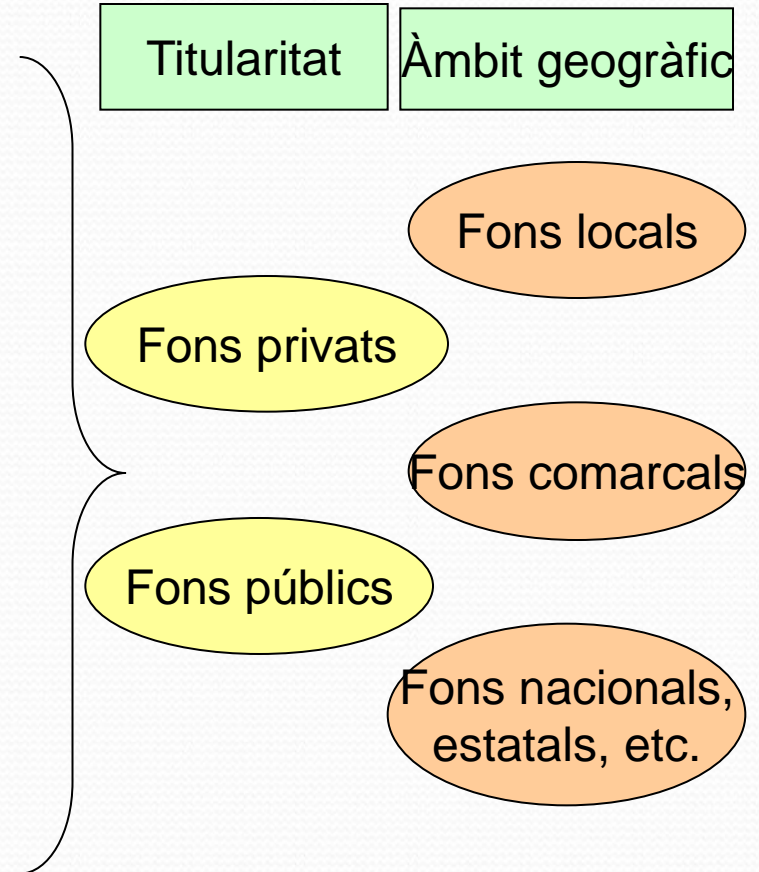 Titularitat
Àmbit geogràfic
Fons locals
Fons privats
Fons comarcals
Fons públics
Fons nacionals,
estatals, etc.